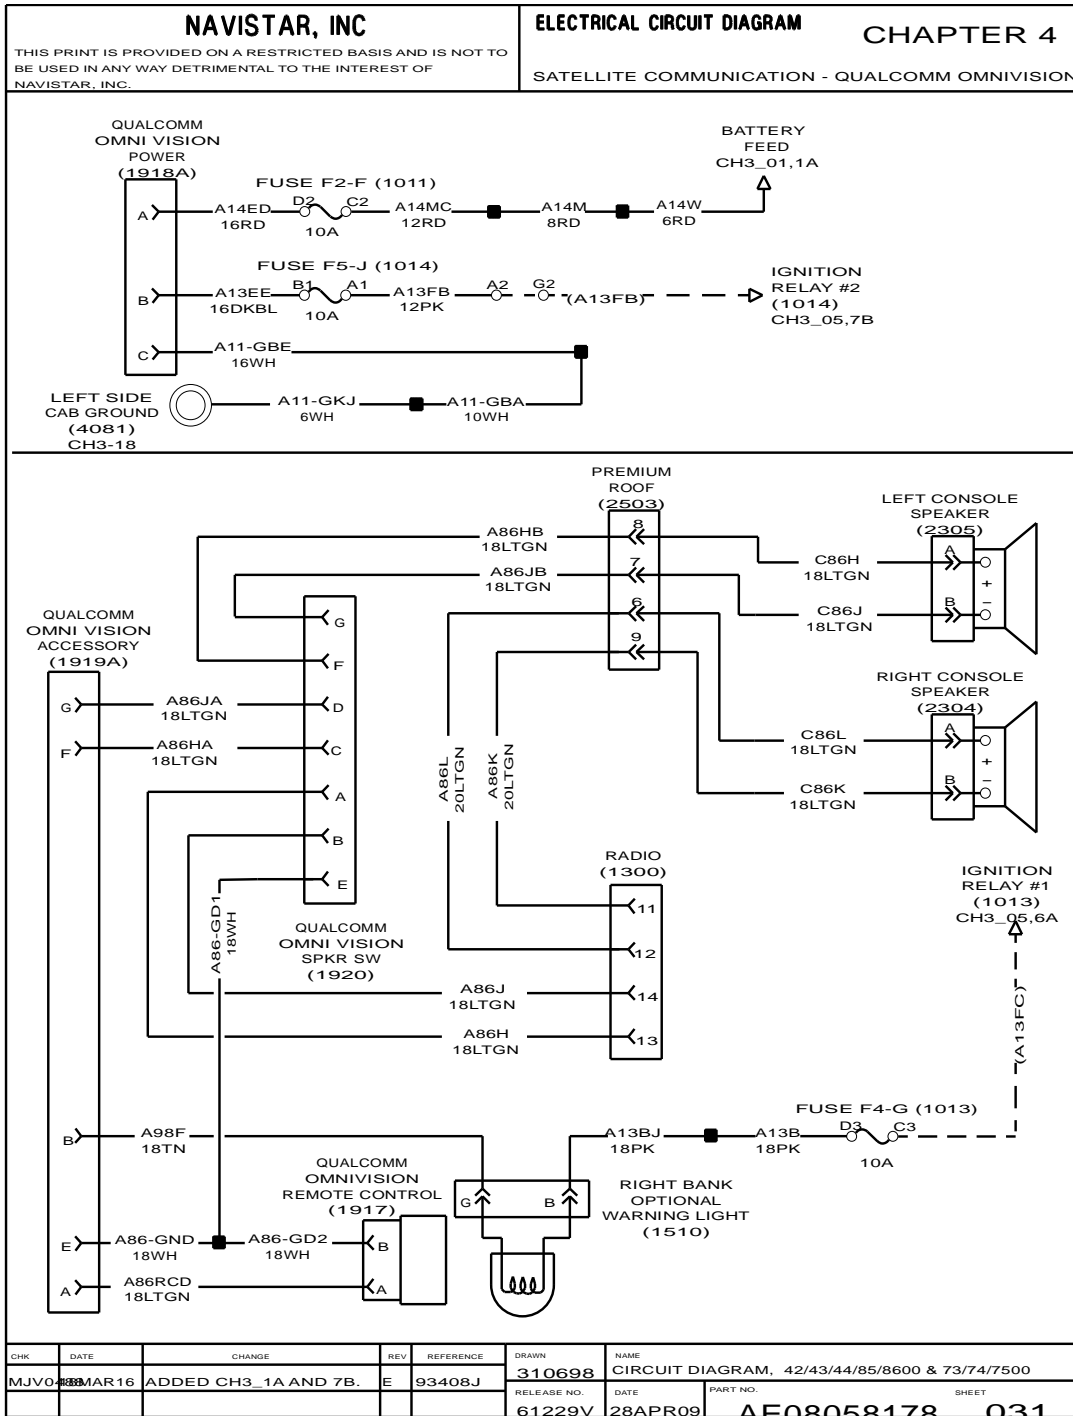 NAVISTAR, INC
THIS PRINT IS PROVIDED ON A RESTRICTED BASIS AND IS NOT TO
BE USED IN ANY WAY DETRIMENTAL TO THE INTEREST OF
NAVISTAR, INC.
ELECTRICAL CIRCUIT DIAGRAM
CHAPTER 4
SATELLITE COMMUNICATION - QUALCOMM OMNIVISION
QUALCOMM
OMNI VISION
POWER
(1918A)
A
A14ED
16RD
FUSE F2-F (1011)
D2
C2
10A
A14MC
12RD
A14M
8RD
A14W
6RD
BATTERY
FEED
CH3_01,1A
B
A13EE
16DKBL
FUSE F5-J (1014)
B1
A1
10A
A13FB
12PK
A2
G2
(A13FB)
IGNITION
RELAY #2
(1014)
CH3_05,7B
C
A11-GBE
16WH
LEFT SIDE
CAB GROUND
(4081)
CH3-18
A11-GKJ
6WH
A11-GBA
10WH
PREMIUM
ROOF
(2503)
8
7
6
9
A86HB
18LTGN
A86JB
18LTGN
LEFT CONSOLE
SPEAKER
(2305)
A
+
B
–
C86H
18LTGN
C86J
18LTGN
QUALCOMM
OMNI VISION
ACCESSORY
(1919A)
G
F
A86JA
18LTGN
A86HA
18LTGN
G
F
D
C
A
B
E
QUALCOMM
OMNI VISION
SPKR SW
(1920)
A86L
20LTGN
A86K
20LTGN
RIGHT CONSOLE
SPEAKER
(2304)
A
+
B
–
C86L
18LTGN
C86K
18LTGN
RADIO
(1300)
11
12
14
13
A86-GD1
18WH
A86J
18LTGN
A86H
18LTGN
IGNITION
RELAY #1
(1013)
CH3_05,6A
(A13FC)
B
A98F
18TN
A13BJ
18PK
A13B
18PK
FUSE F4-G (1013)
D3
C3
10A
QUALCOMM
OMNIVISION
REMOTE CONTROL
(1917)
B
A
G
B
RIGHT BANK
OPTIONAL
WARNING LIGHT
(1510)
E
A86-GND
18WH
A86-GD2
18WH
A
A86RCD
18LTGN
CHK
DATE
CHANGE
REV
REFERENCE
ADDED CH3_1A AND 7B.
E
93408J
DRAWN
310698
NAME
CIRCUIT DIAGRAM, 42/43/44/85/8600 & 73/74/7500
RELEASE NO.
61229V
DATE
28APR09
PART NO.
AE08058178
SHEET
031